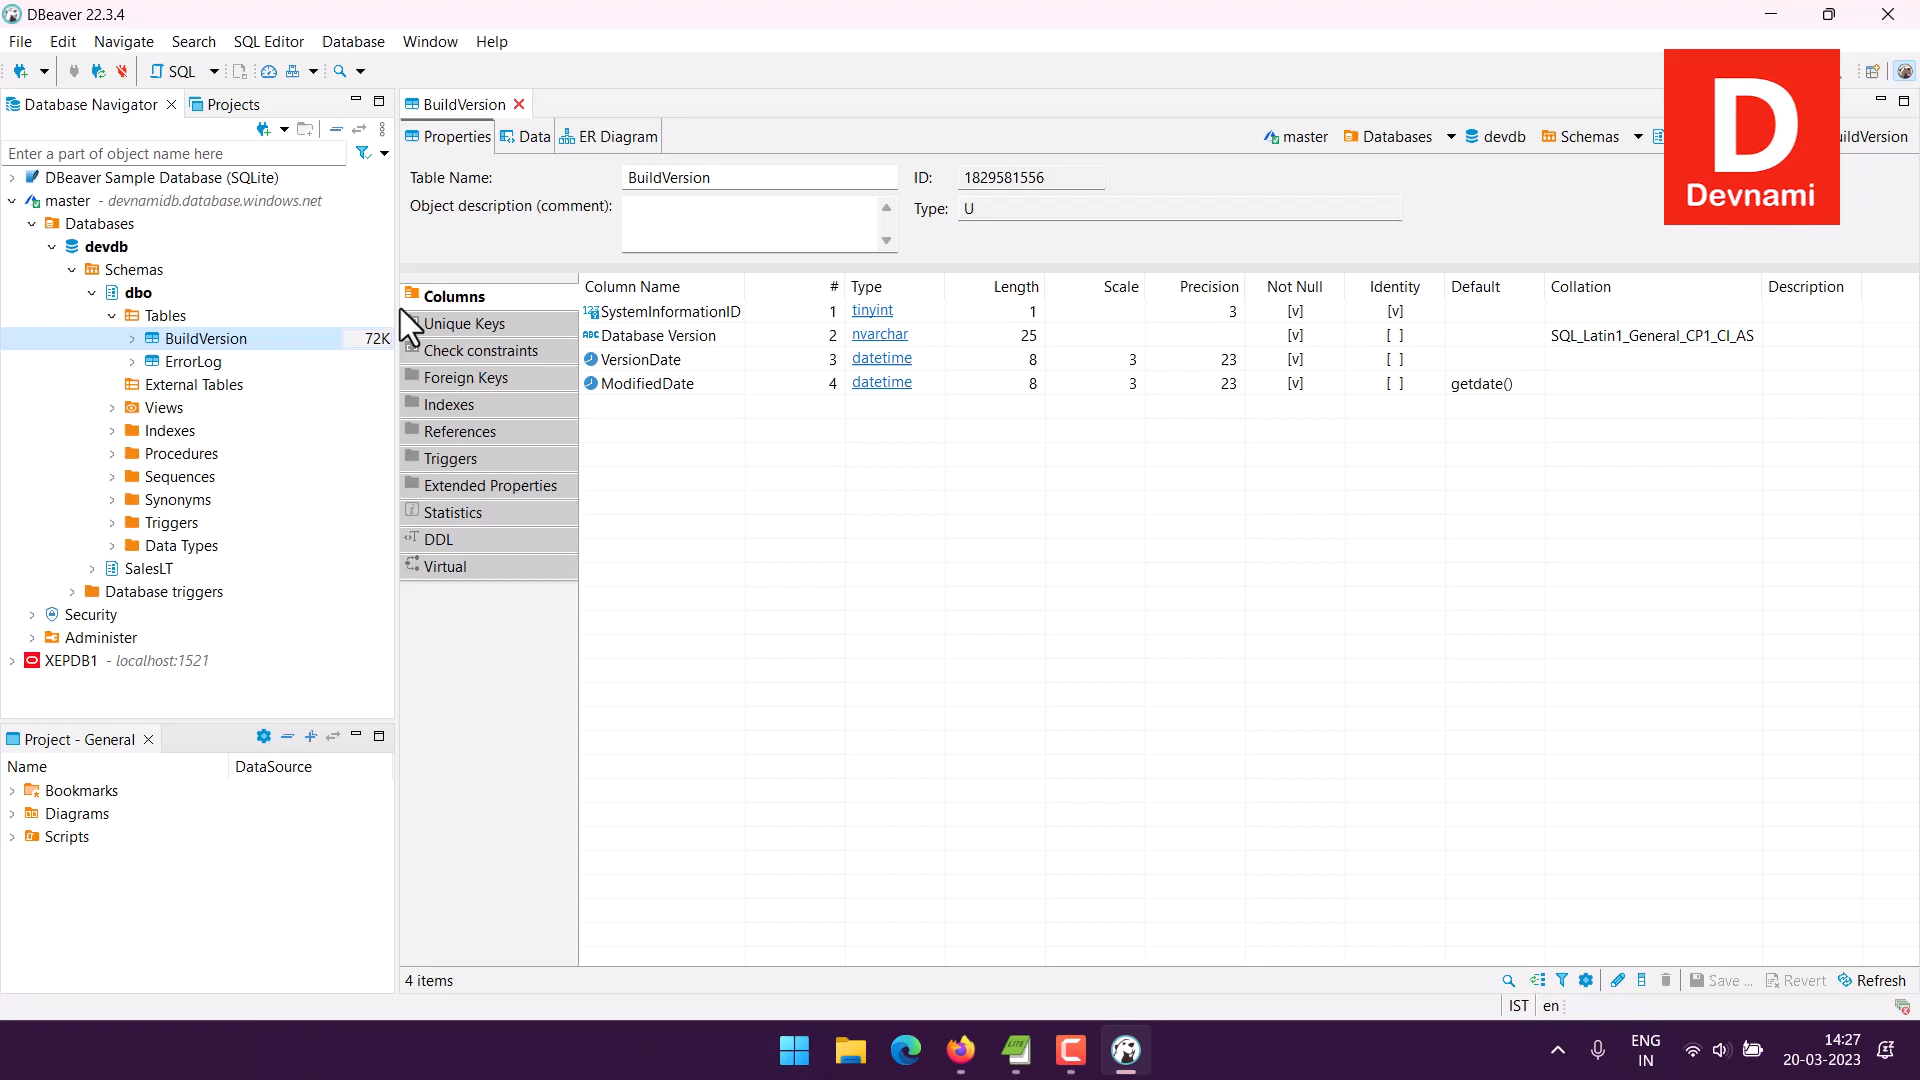 DBeaver 22.3.4
File Edit Navigate Search SQL Editor Database Window Help
SQL
Database Navigator Projects
Enter a part of object name here
DBeaver Sample Database (SQLite)
master - devnamidb.database.windows.net
Databases
devdb
Schemas
dbo
Tables
BuildVersion 72K
ErrorLog
External Tables
Views
Indexes
Procedures
Sequences
Synonyms
Triggers
Data Types
SalesLT
Database triggers
Security
Administer
XEPDB1 - localhost:1521
Project - General
Name DataSource
Bookmarks
Diagrams
Scripts
BuildVersion
Properties Data ER Diagram
master Databases devdb Schemas uildVersion
D
Devnami
Table Name: BuildVersion ID: 1829581556
Object description (comment): Type: U
Columns
Unique Keys
Check constraints
Foreign Keys
Indexes
References
Triggers
Extended Properties
Statistics
DDL
Virtual
Column Name # Type Length Scale Precision Not Null Identity Default Collation Description
123 SystemInformationID 1 tinyint 1 3 [v] [v]
ABC Database Version 2 nvarchar 25 [v] [ ] SQL_Latin1_General_CP1_CI_AS
VersionDate 3 datetime 8 3 23 [v] [ ]
ModifiedDate 4 datetime 8 3 23 [v] [ ] getdate()
4 items
Save ... Revert Refresh
IST en
LITE
ENG
IN
14:27
20-03-2023